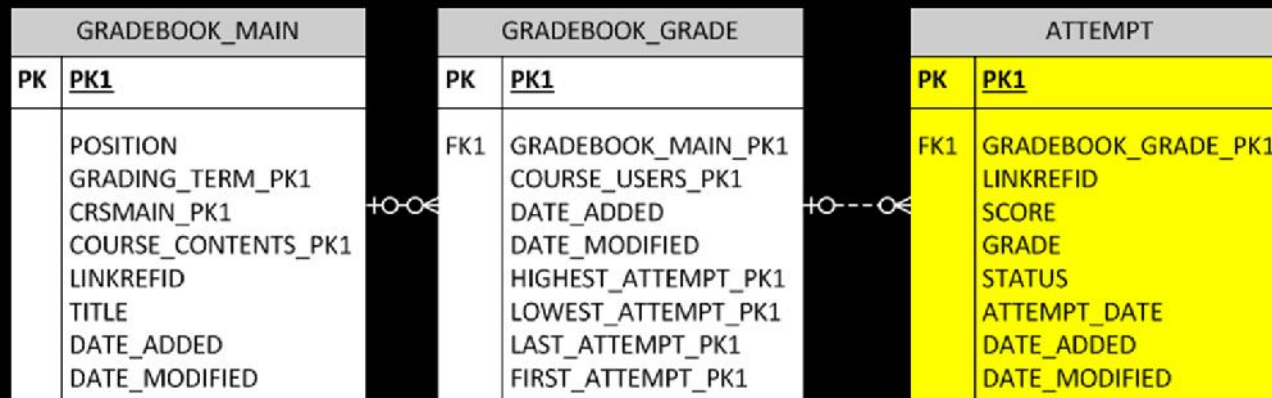 GRADEBOOK_MAIN
PK PK1
POSITION
GRADING_TERM_PK1
CRSMAIN_PK1
COURSE_CONTENTS_PK1
LINKREFID
TITLE
DATE_ADDED
DATE_MODIFIED
GRADEBOOK_GRADE
PK PK1
FK1 GRADEBOOK_MAIN_PK1
COURSE_USERS_PK1
DATE_ADDED
DATE_MODIFIED
HIGHEST_ATTEMPT_PK1
LOWEST_ATTEMPT_PK1
LAST_ATTEMPT_PK1
FIRST_ATTEMPT_PK1
ATTEMPT
PK PK1
FK1 GRADEBOOK_GRADE_PK1
LINKREFID
SCORE
GRADE
STATUS
ATTEMPT_DATE
DATE_ADDED
DATE_MODIFIED